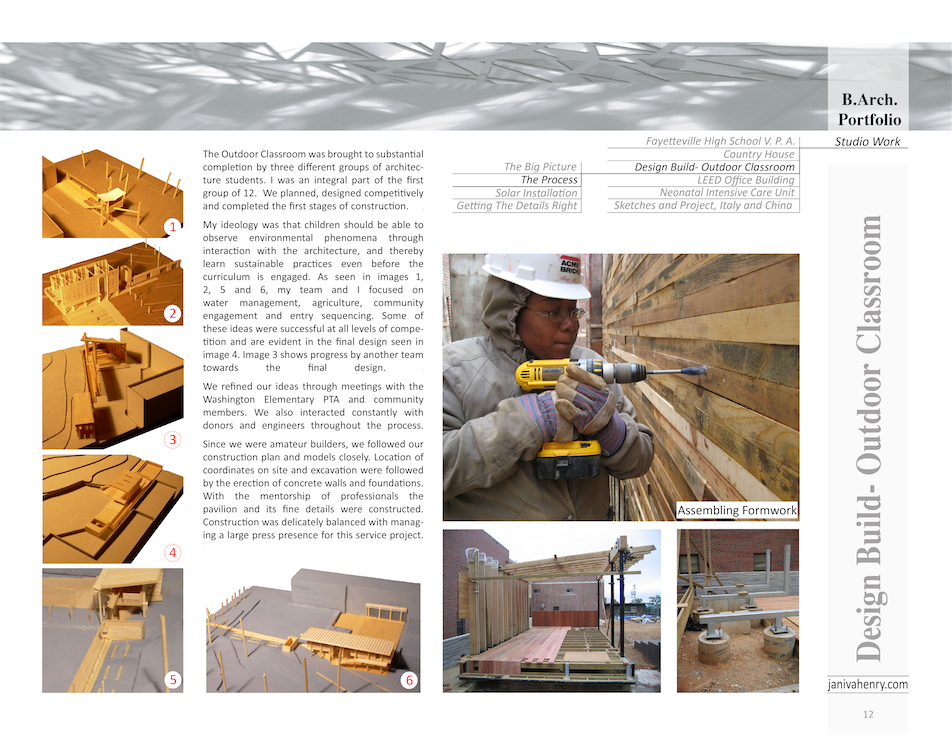 B.Arch.
Portfolio
Studio Work
Fayetteville High School V. P. A.
Country House
Design Build- Outdoor Classroom
LEED Office Building
Neonatal Intensive Care Unit
Sketches and Project, Italy and China
The Big Picture
The Process
Solar Installation
Getting The Details Right
The Outdoor Classroom was brought to substantial
completion by three different groups of architec-
ture students. I was an integral part of the first
group of 12. We planned, designed competitively
and completed the first stages of construction.
My ideology was that children should be able to
observe environmental phenomena through
interaction with the architecture, and thereby
learn sustainable practices even before the
curriculum is engaged. As seen in images 1,
2, 5 and 6, my team and I focused on
water management, agriculture, community
engagement and entry sequencing. Some of
these ideas were successful at all levels of compe-
tition and are evident in the final design seen in
image 4. Image 3 shows progress by another team
towards the final design.
We refined our ideas through meetings with the
Washington Elementary PTA and community
members. We also interacted constantly with
donors and engineers throughout the process.
Since we were amateur builders, we followed our
construction plan and models closely. Location of
coordinates on site and excavation were followed
by the erection of concrete walls and foundations.
With the mentorship of professionals the
pavilion and its fine details were constructed.
Construction was delicately balanced with manag-
ing a large press presence for this service project.
1
2
3
4
5
6
ACME
BRICK
Assembling Formwork
Design Build- Outdoor Classroom
janivahenry.com
12